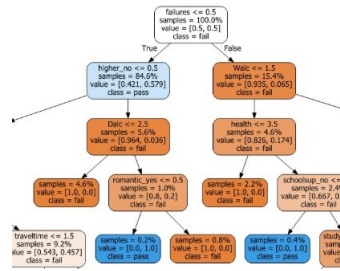 failures <= 0.5
samples = 100.0%
value = [0.5, 0.5]
class = fail
True
False
higher_no <= 0.5
samples = 84.6%
value = [0.421, 0.579]
class = pass
Walc <= 1.5
samples = 15.4%
value = [0.935, 0.065]
class = fail
Dalc <= 2.5
samples = 5.6%
value = [0.964, 0.036]
class = fail
health <= 3.5
samples = 4.6%
value = [0.826, 0.174]
class = fail
samples = 4.6%
value = [1.0, 0.0]
class = fail
romantic_yes <= 0.5
samples = 1.0%
value = [0.8, 0.2]
class = fail
samples = 2.2%
value = [1.0, 0.0]
class = fail
schoolsup_no <=
samples = 2.4
value = [0.667, 0.
class = fail
traveltime <= 1.5
samples = 9.2%
value = [0.543, 0.457]
class = fail
samples = 0.2%
value = [0.0, 1.0]
class = pass
samples = 0.8%
value = [1.0, 0.0]
class = fail
samples = 0.4%
value = [0.0, 1.0]
class = pass
study